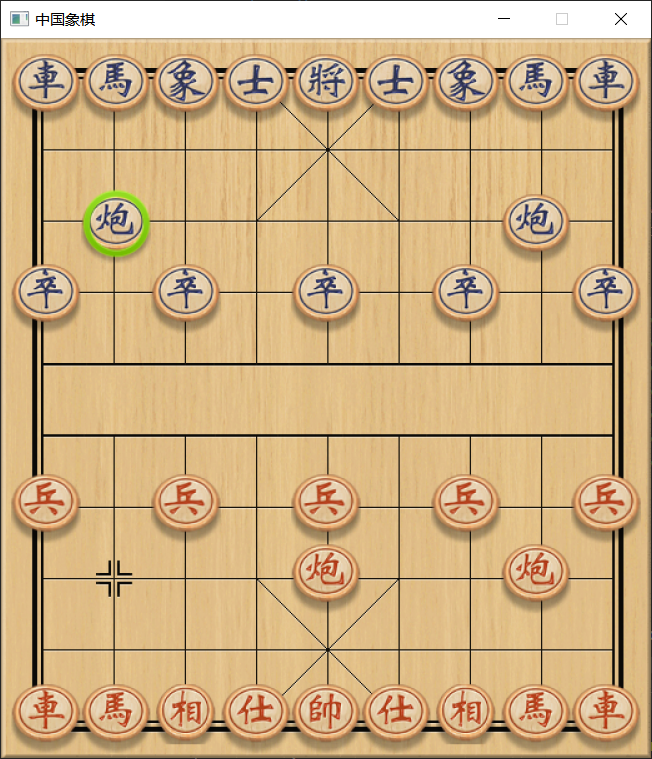 中国象棋
車馬象士將士象馬車
炮炮
卒卒卒卒卒
兵兵兵兵兵
炮炮
車馬相仕帥仕相馬車